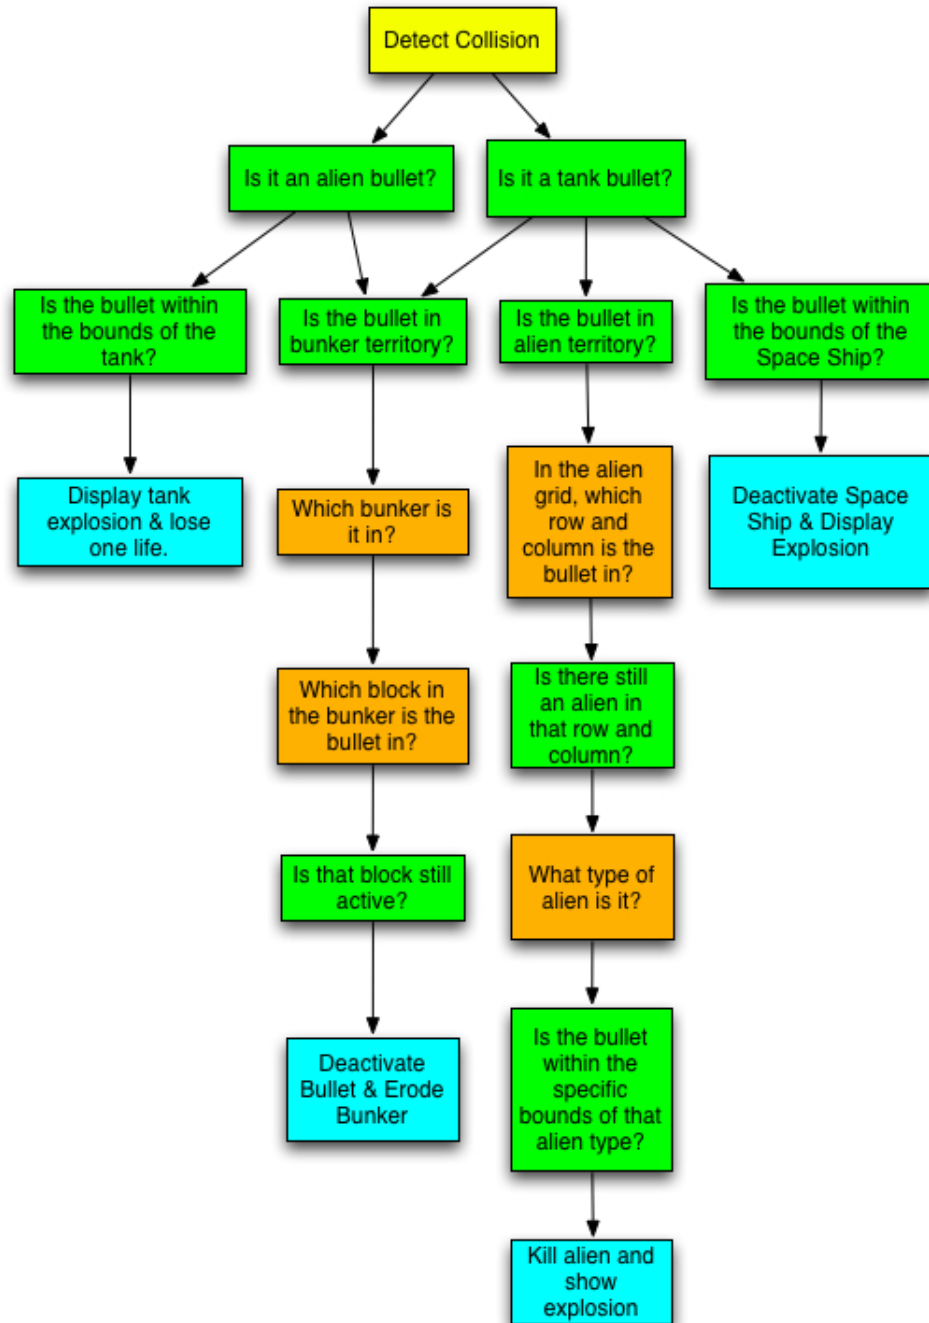 Detect Collision
Is it an alien bullet?
Is it a tank bullet?
Is the bullet within
the bounds of the
tank?
Is the bullet in
bunker territory?
Is the bullet in
alien territory?
Is the bullet within
the bounds of the
Space Ship?
Display tank
explosion & lose
one life.
Which bunker is
it in?
In the alien
grid, which
row and
column is the
bullet in?
Deactivate Space
Ship & Display
Explosion
Which block in
the bunker is the
bullet in?
Is there still
an alien in
that row and
column?
Is that block still
active?
What type of
alien is it?
Deactivate
Bullet & Erode
Bunker
Is the bullet
within the
specific
bounds of that
alien type?
Kill alien and
show
explosion